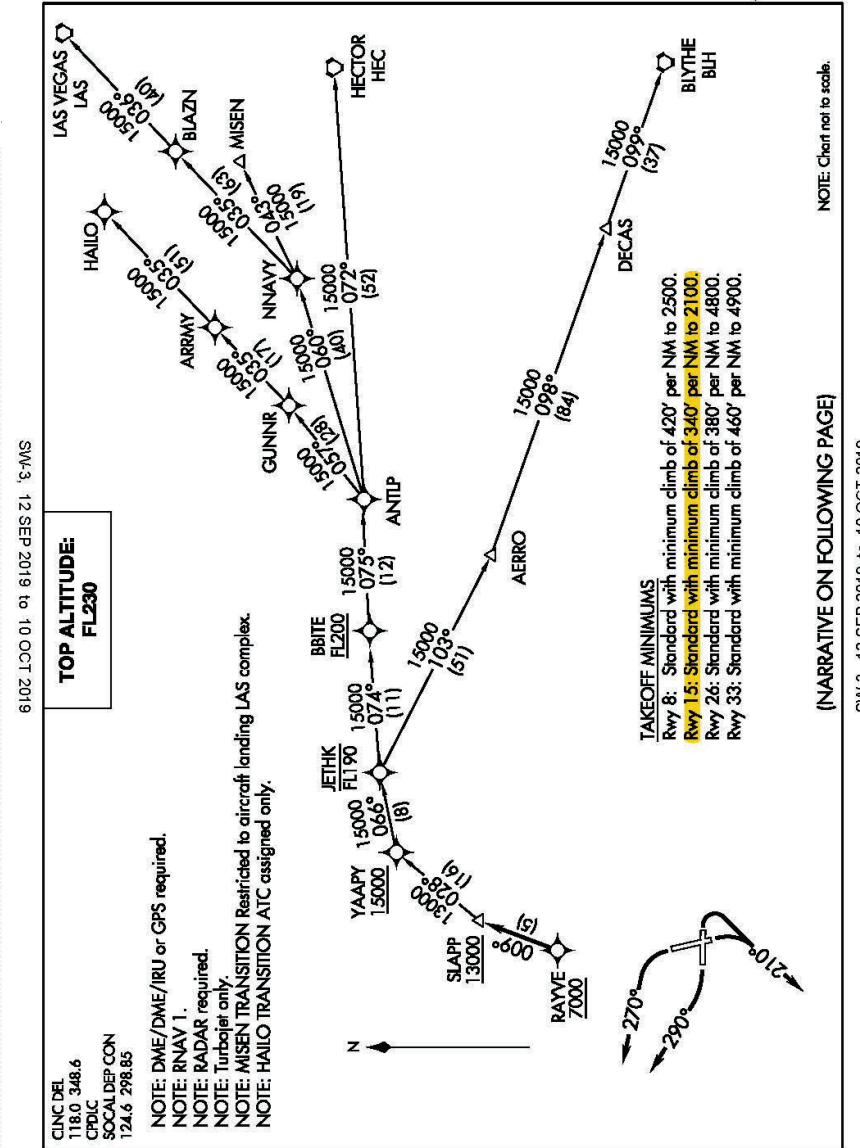 CLNC DEL
118.0 348.6
CPDLC
SOCAL DEP CON
124.6 298.85
TOP ALTITUDE:
FL230
NOTE: DME/DME/IRU or GPS required.
NOTE: RNAV 1.
NOTE: RADAR required.
NOTE: Turbojet only.
NOTE: MISEN TRANSITION Restricted to aircraft landing LAS complex.
NOTE: HAILO TRANSITION ATC assigned only.
LAS VEGAS
LAS
15000
036°
(40)
BLAZN
15000
035°
(63)
MISEN
15000
043°
(19)
HAILO
15000
035°
(51)
ARRMY
15000
035°
(17)
GUNNR
15000
057°
(28)
NNAVY
15000
060°
(40)
HECTOR
HEC
15000
072°
(52)
ANTLP
15000
075°
(12)
BBITE
FL200
15000
074°
(11)
JETHK
FL190
15000
066°
(8)
YAAPY
15000
13000
028°
(16)
SLAPP
13000
009°
(5)
RAYVE
7000
15000
103°
(51)
AERRO
15000
098°
(84)
DECAS
15000
099°
(37)
BLYTHE
BLH
N
270°
290°
210°
TAKEOFF MINIMUMS
Rwy 8: Standard with minimum climb of 420' per NM to 2500.
Rwy 15: Standard with minimum climb of 340' per NM to 2100.
Rwy 26: Standard with minimum climb of 380' per NM to 4800.
Rwy 33: Standard with minimum climb of 460' per NM to 4900.
NOTE: Chart not to scale.
(NARRATIVE ON FOLLOWING PAGE)
SW-3, 12 SEP 2019 to 10 OCT 2019